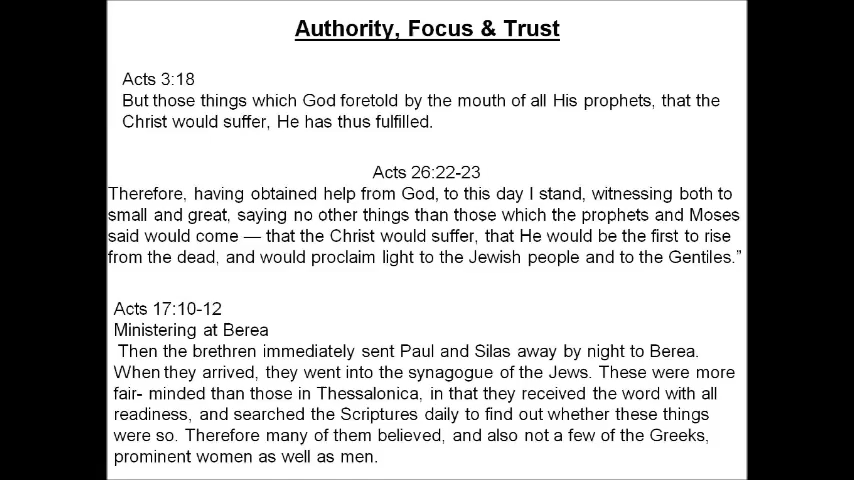 Authority, Focus & Trust
Acts 3:18
But those things which God foretold by the mouth of all His prophets, that the
Christ would suffer, He has thus fulfilled.
Acts 26:22-23
Therefore, having obtained help from God, to this day I stand, witnessing both to
small and great, saying no other things than those which the prophets and Moses
said would come — that the Christ would suffer, that He would be the first to rise
from the dead, and would proclaim light to the Jewish people and to the Gentiles.”
Acts 17:10-12
Ministering at Berea
Then the brethren immediately sent Paul and Silas away by night to Berea.
When they arrived, they went into the synagogue of the Jews. These were more
fair- minded than those in Thessalonica, in that they received the word with all
readiness, and searched the Scriptures daily to find out whether these things
were so. Therefore many of them believed, and also not a few of the Greeks,
prominent women as well as men.